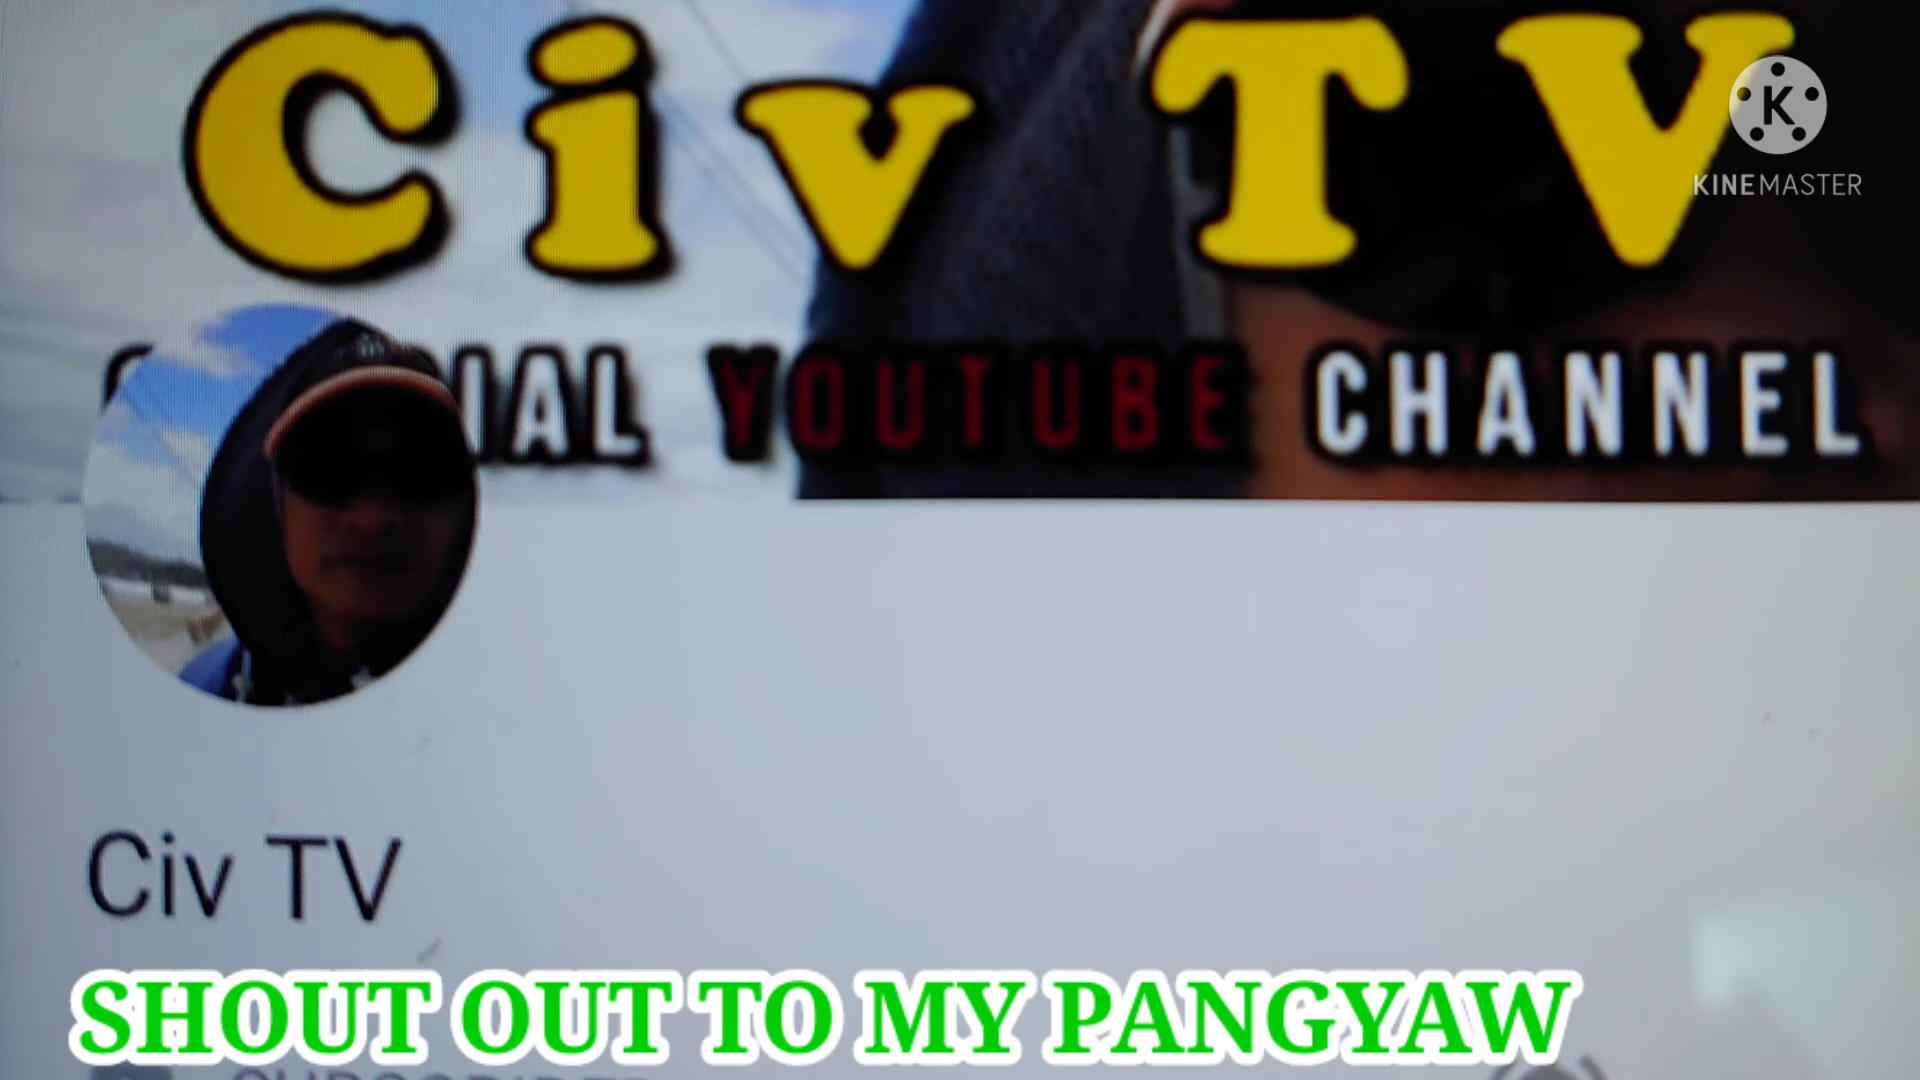 Civ TV
K
KINEMASTER
IAL YOUTUBE CHANNEL
Civ TV
SHOUT OUT TO MY PANGYAW